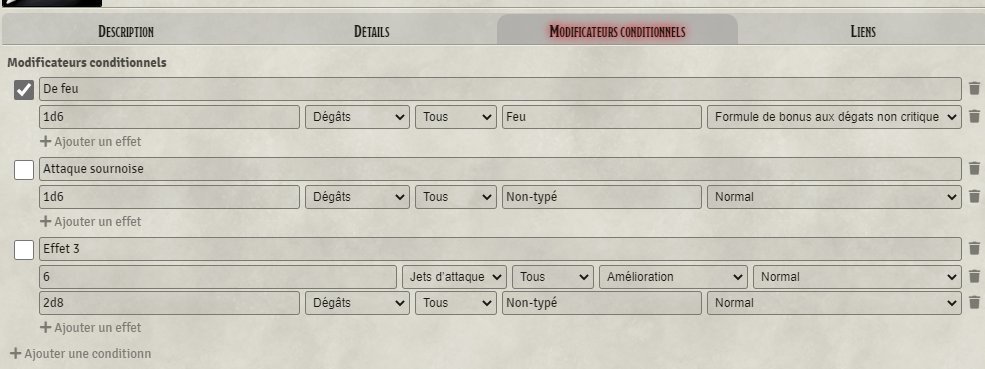 Description Détails Modificateurs conditionnels Liens
Modificateurs conditionnels
De feu
1d6 Dégâts Tous Feu Formule de bonus aux dégats non critique
Ajouter un effet
Attaque sournoise
1d6 Dégâts Tous Non-typé Normal
Ajouter un effet
Effet 3
6 Jets d'attaque Tous Amélioration Normal
2d8 Dégâts Tous Non-typé Normal
Ajouter un effet
Ajouter une conditionn